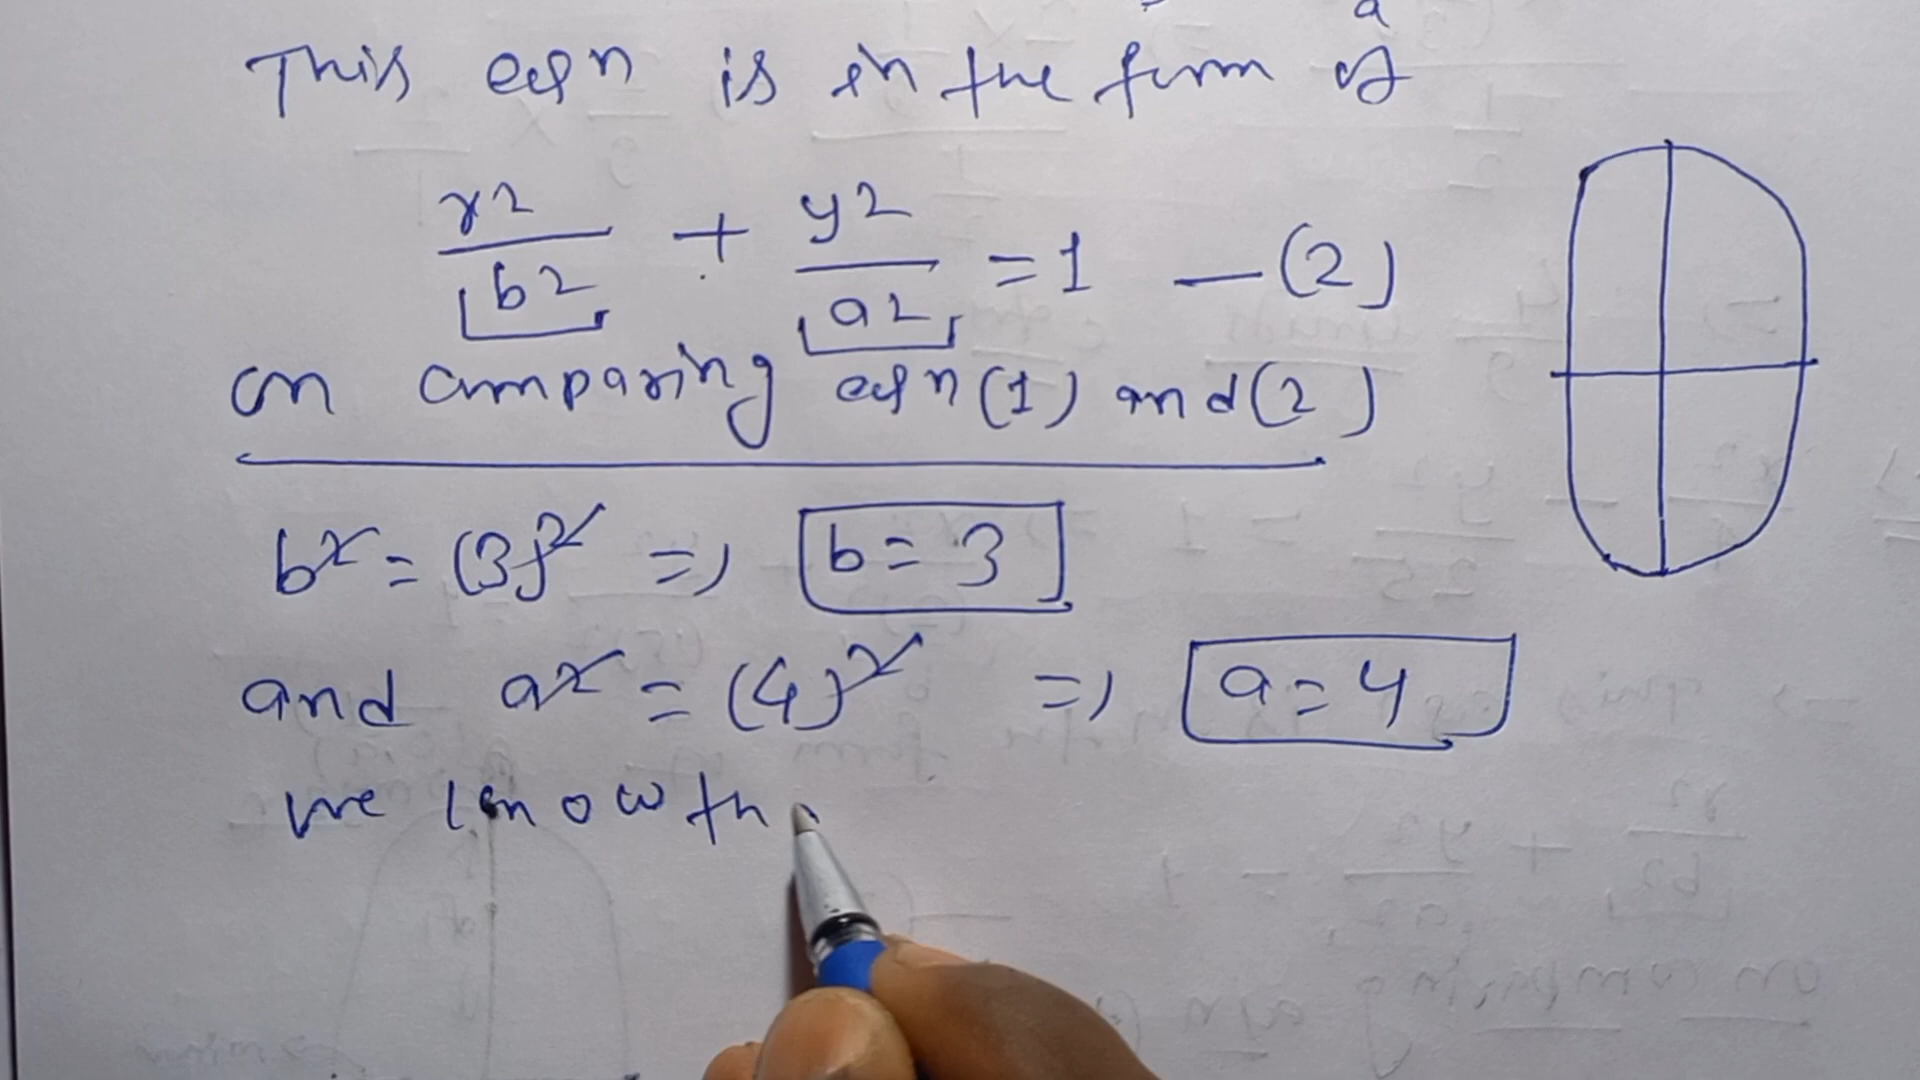 a
This eqn is in the form of
x2/b2 + y2/a2 = 1 —(2)
on comparing eqn (1) and (2)
b2 = (3)2 => b = 3
and a2 = (4)2 => a = 4
we know th